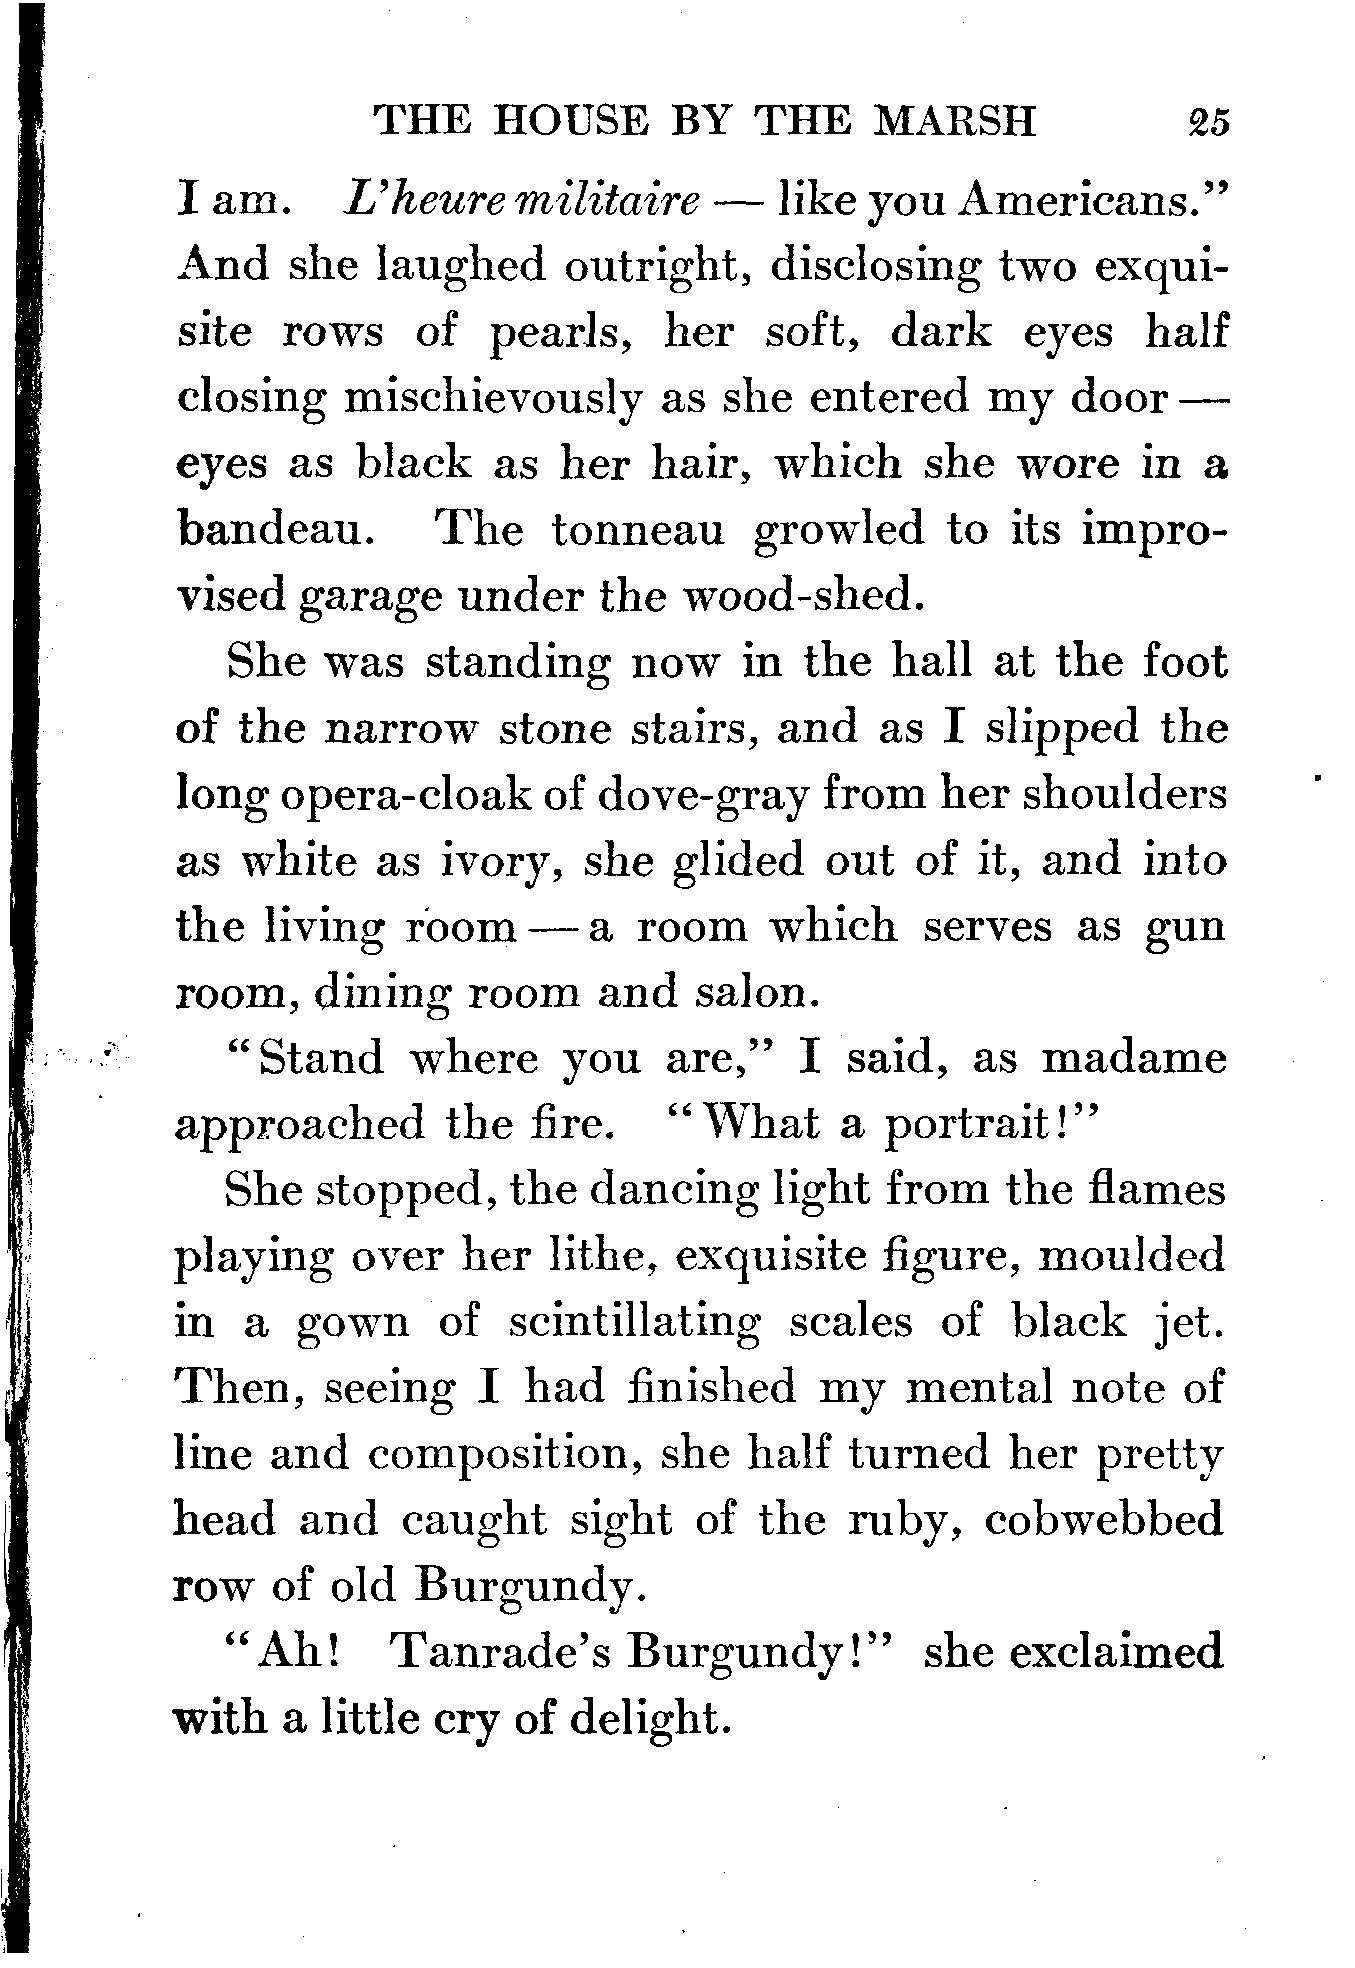 THE HOUSE BY THE MARSH 25
I am. L'heure militaire — like you Americans."
And she laughed outright, disclosing two exqui-
site rows of pearls, her soft, dark eyes half
closing mischievously as she entered my door —
eyes as black as her hair, which she wore in a
bandeau. The tonneau growled to its impro-
vised garage under the wood-shed.
She was standing now in the hall at the foot
of the narrow stone stairs, and as I slipped the
long opera-cloak of dove-gray from her shoulders
as white as ivory, she glided out of it, and into
the living room — a room which serves as gun
room, dining room and salon.
"Stand where you are," I said, as madame
approached the fire. "What a portrait!"
She stopped, the dancing light from the flames
playing over her lithe, exquisite figure, moulded
in a gown of scintillating scales of black jet.
Then, seeing I had finished my mental note of
line and composition, she half turned her pretty
head and caught sight of the ruby, cobwebbed
row of old Burgundy.
"Ah! Tanrade's Burgundy!" she exclaimed
with a little cry of delight.